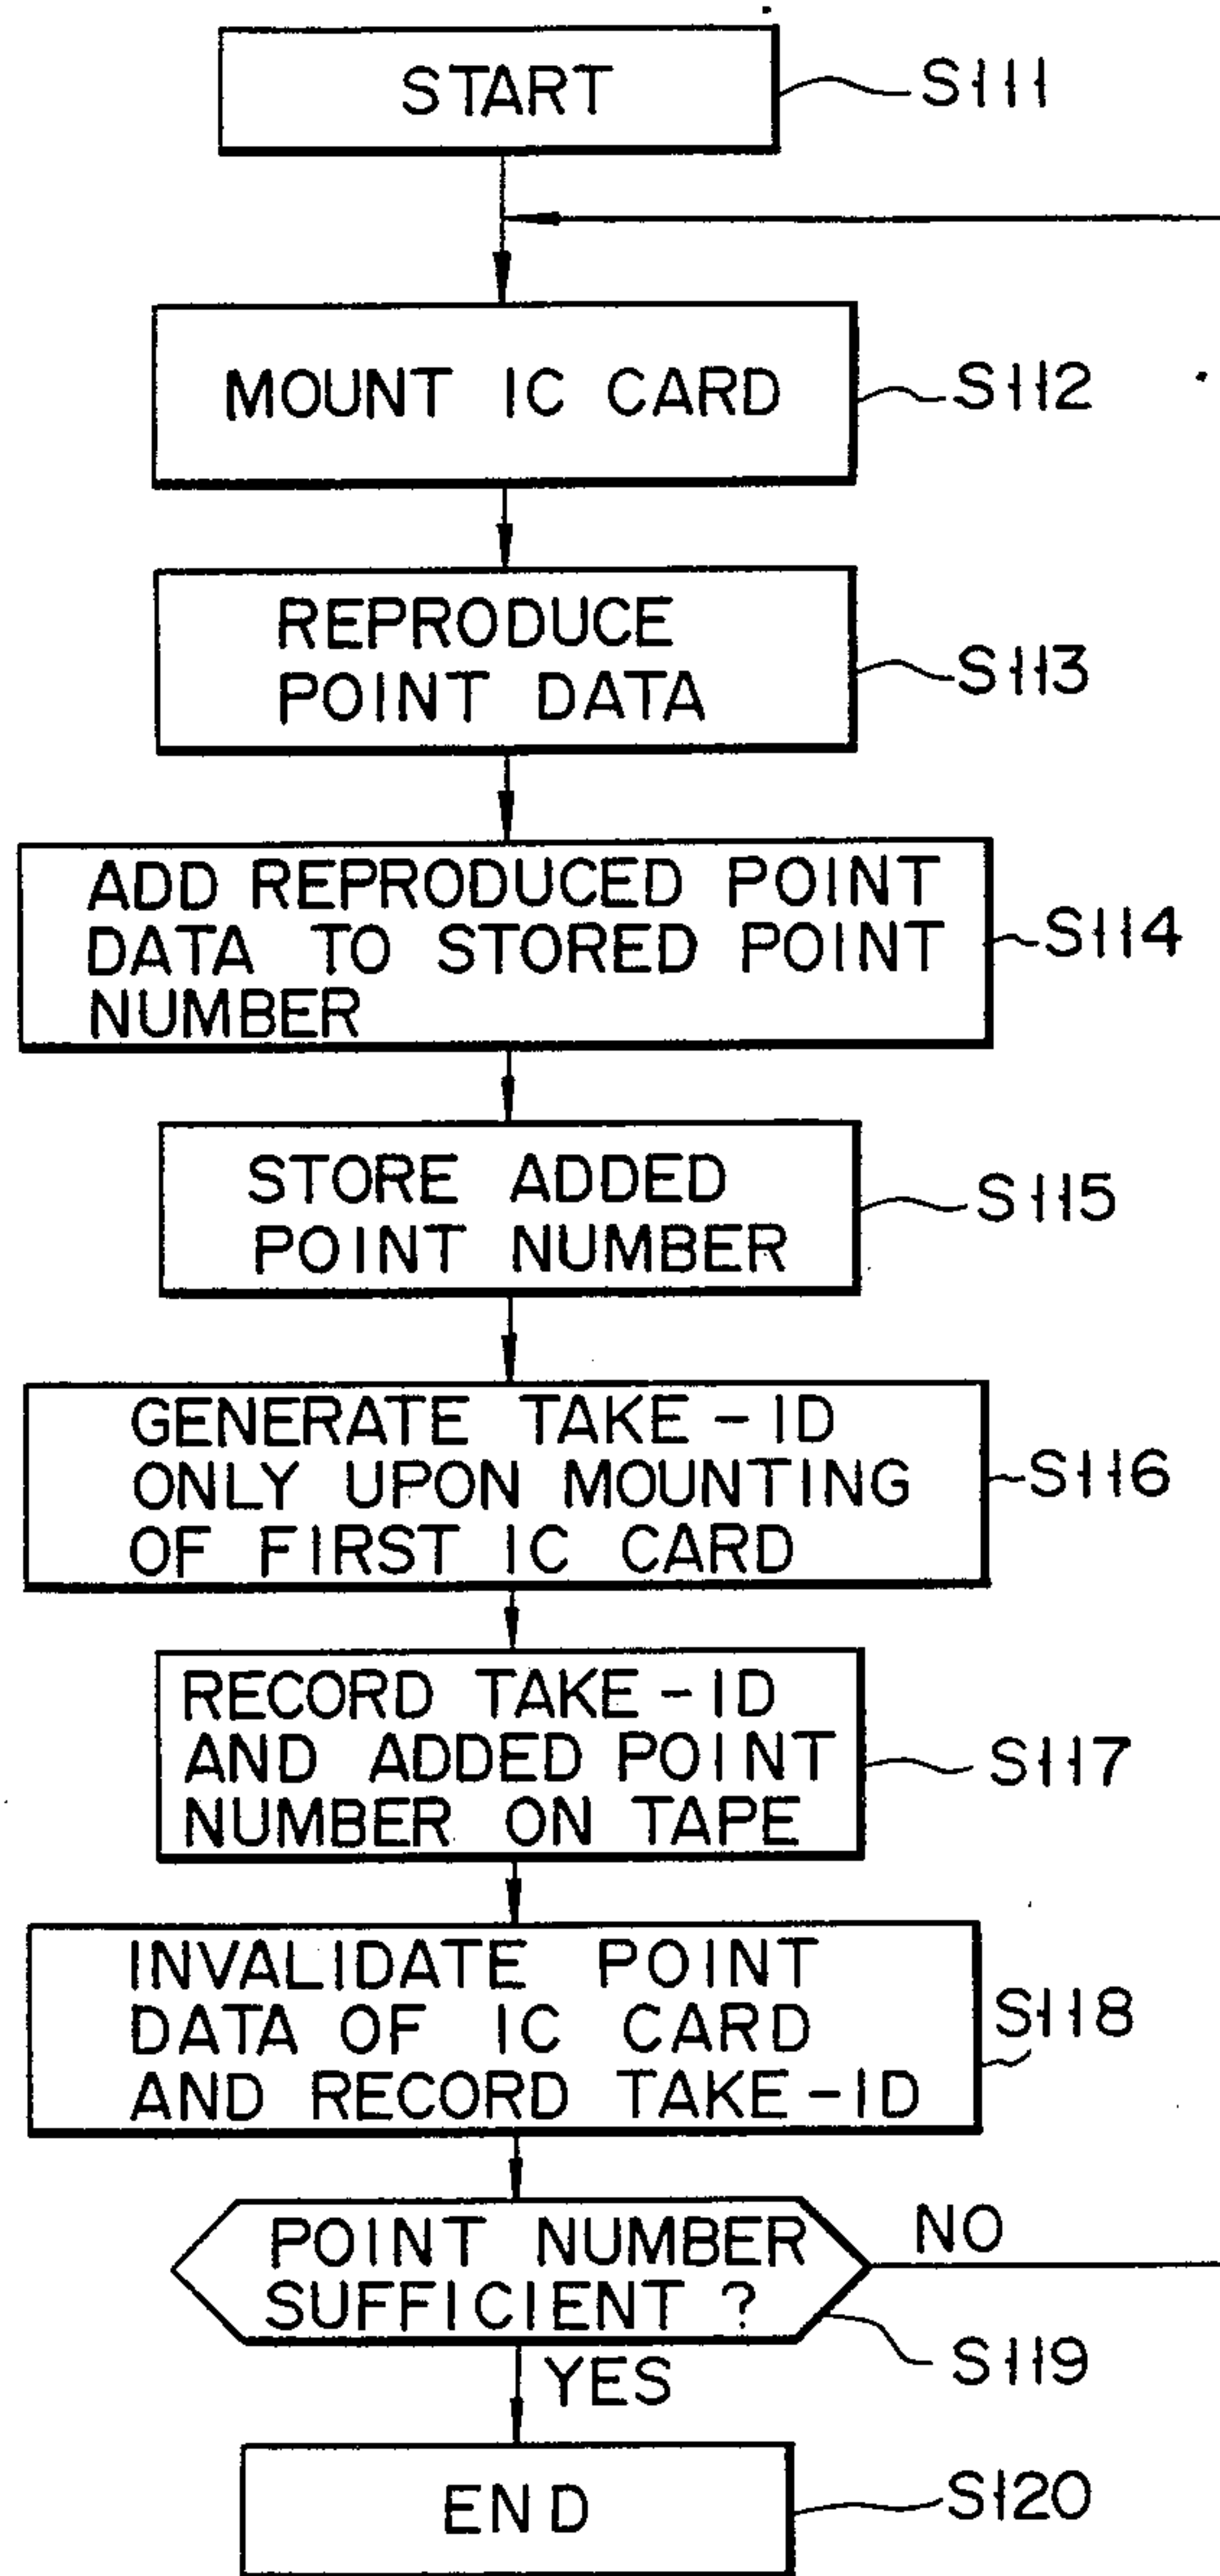 START
S111
MOUNT IC CARD
S112
REPRODUCE
POINT DATA
S113
ADD REPRODUCED POINT
DATA TO STORED POINT
NUMBER
S114
STORE ADDED
POINT NUMBER
S115
GENERATE TAKE-ID
ONLY UPON MOUNTING
OF FIRST IC CARD
S116
RECORD TAKE-ID
AND ADDED POINT
NUMBER ON TAPE
S117
INVALIDATE POINT
DATA OF IC CARD
AND RECORD TAKE-ID
S118
POINT NUMBER
SUFFICIENT ?
NO
S119
YES
END
S120